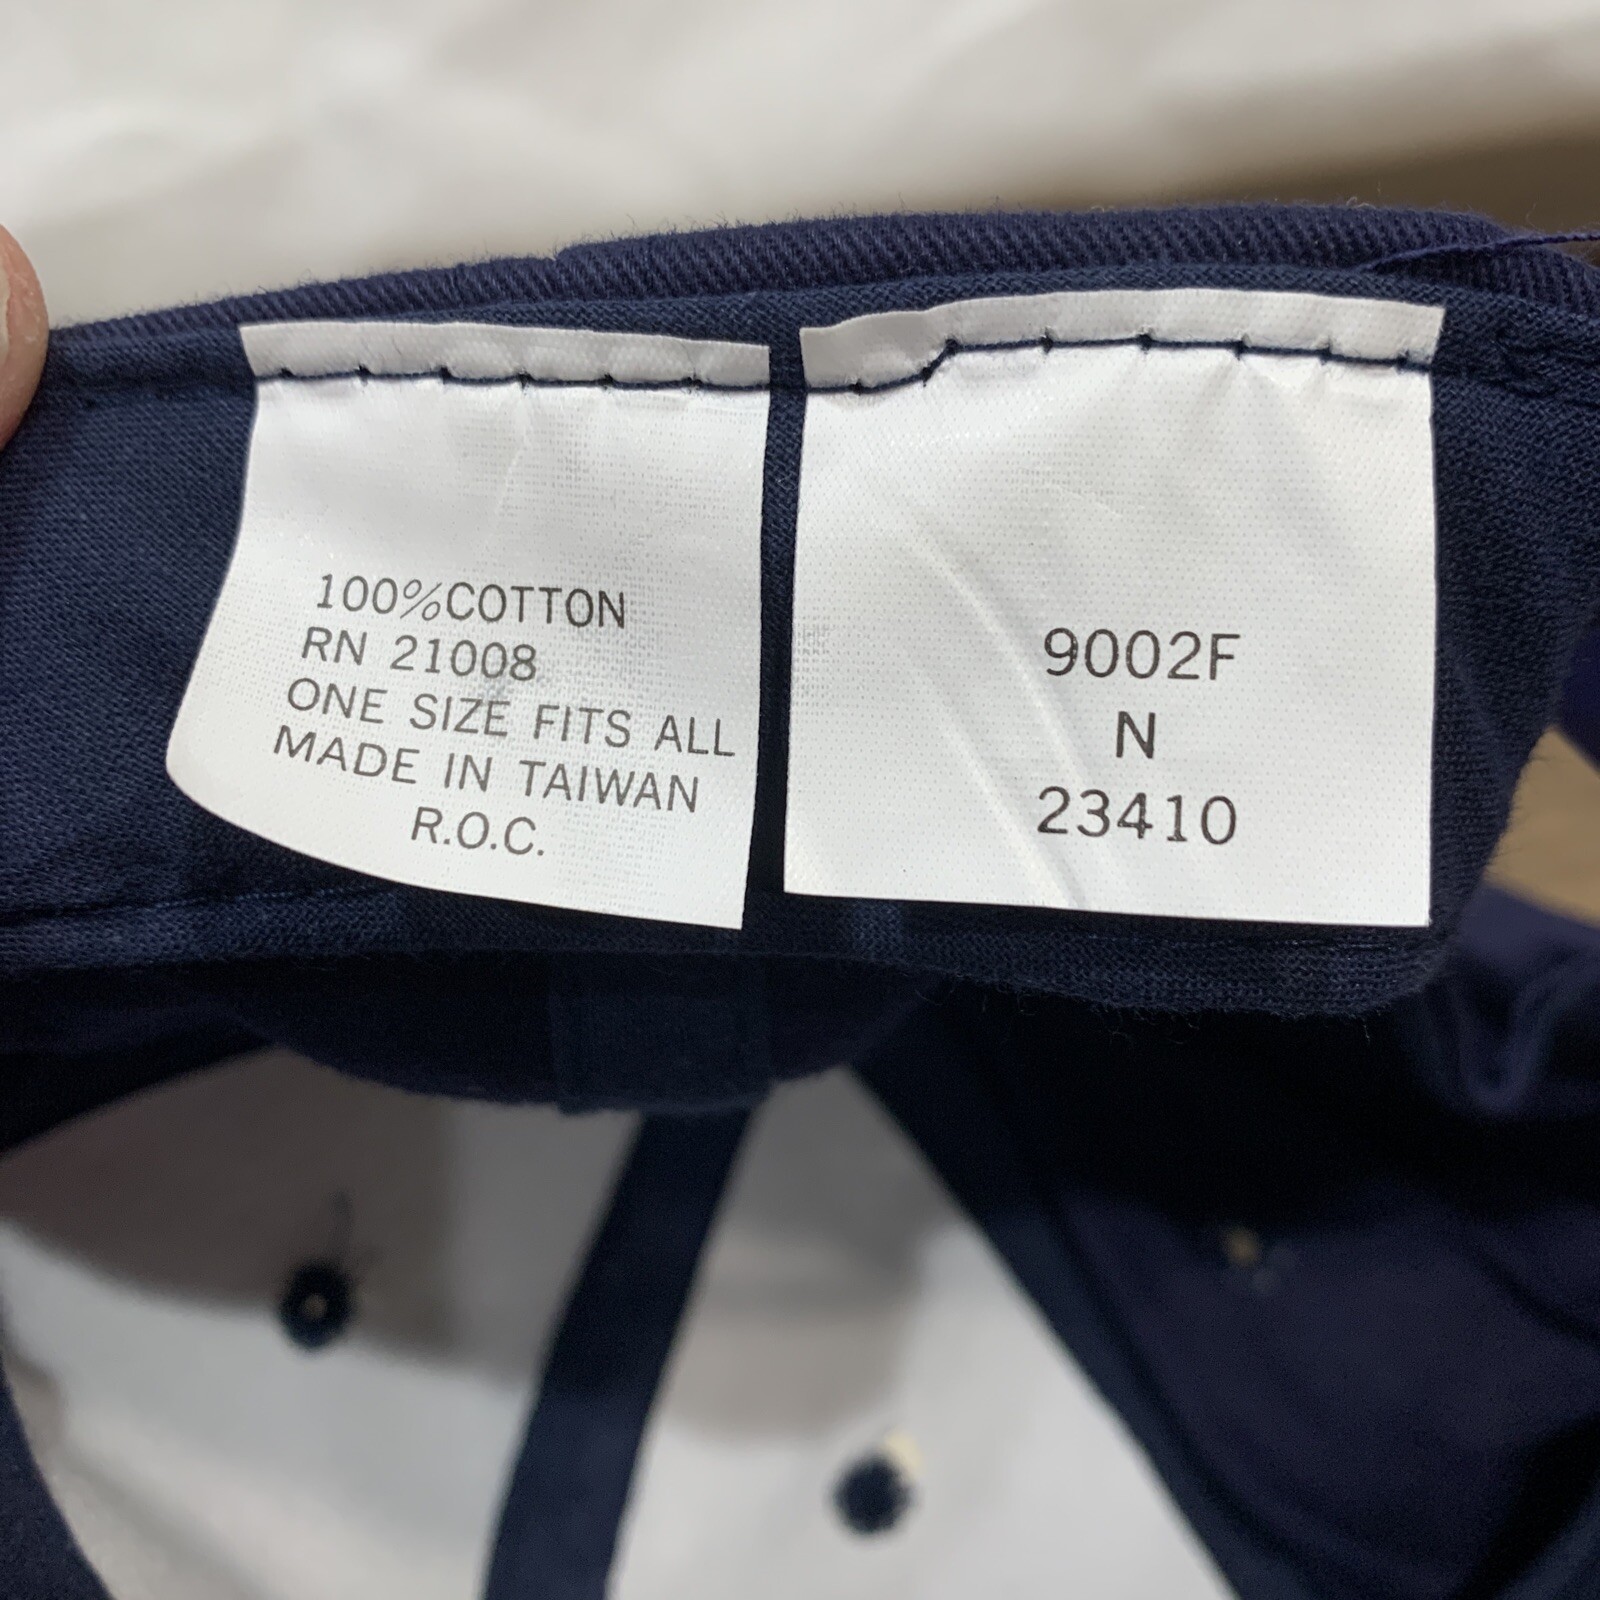 100%COTTON
RN 21008
ONE SIZE FITS ALL
MADE IN TAIWAN
R.O.C.
9002F
N
23410